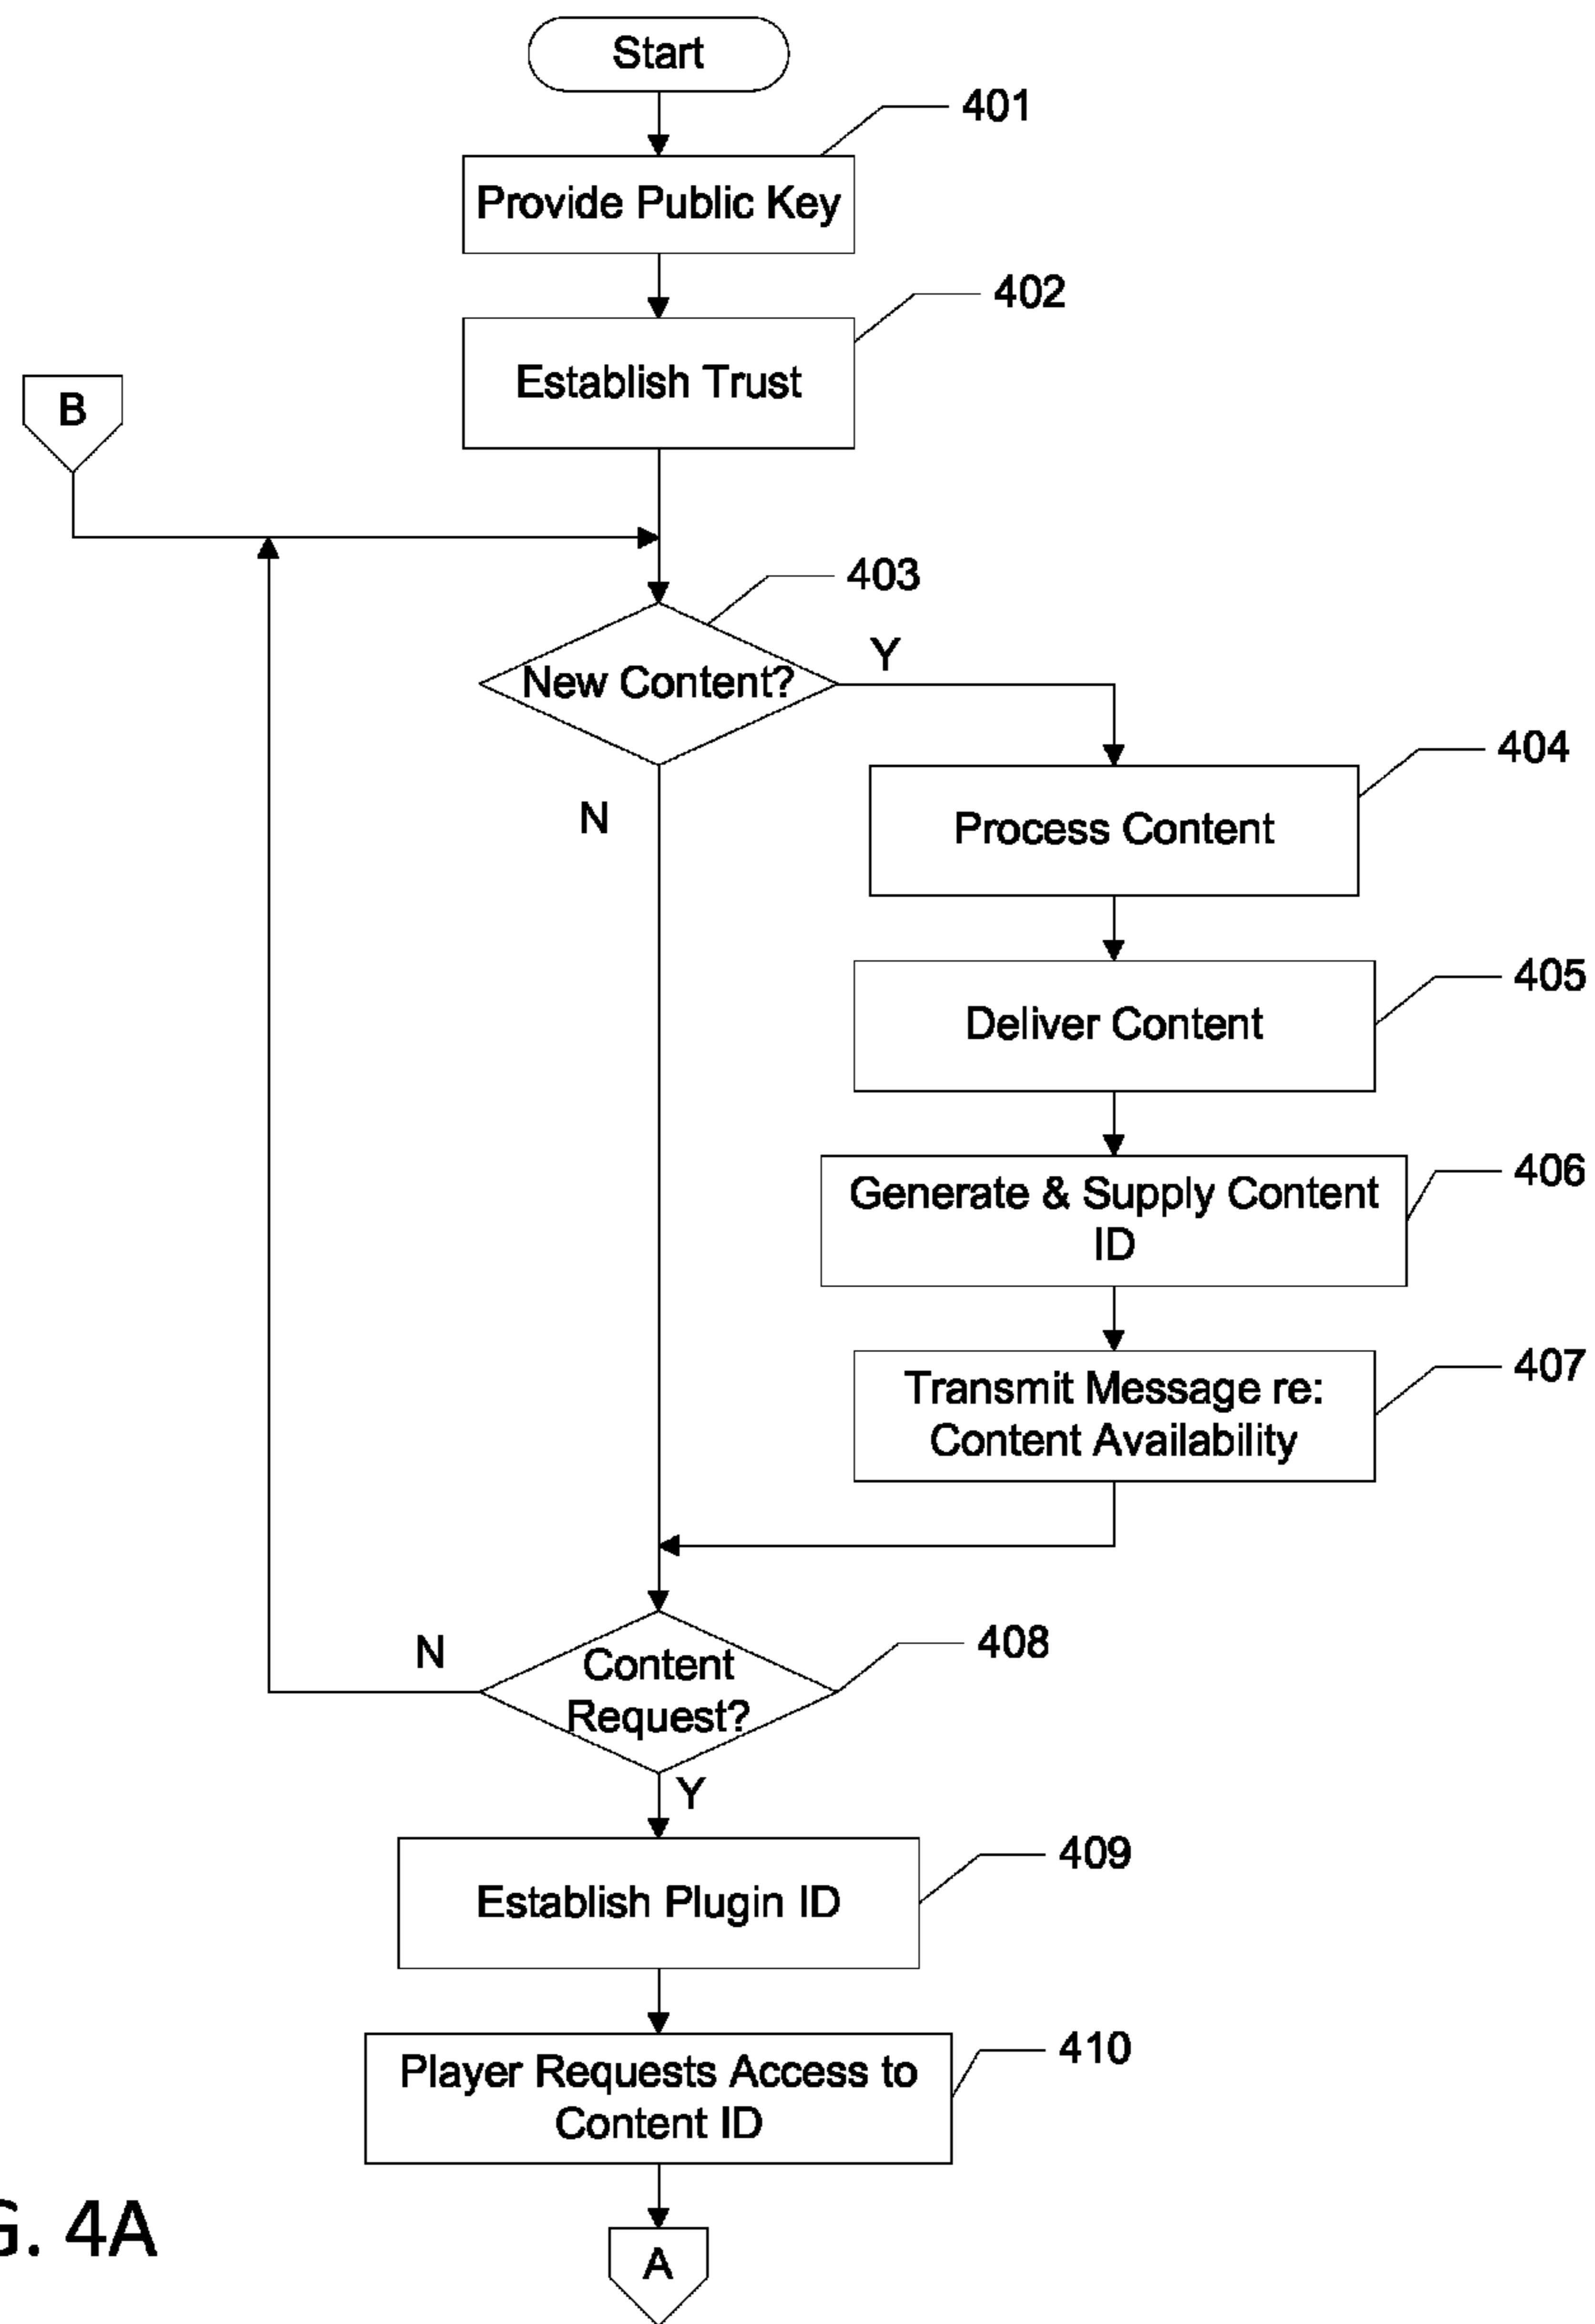 Start
401
Provide Public Key
402
Establish Trust
B
403
New Content?
Y
N
404
Process Content
405
Deliver Content
406
Generate & Supply Content
ID
407
Transmit Message re:
Content Availability
408
N
Content
Request?
Y
409
Establish Plugin ID
410
Player Requests Access to
Content ID
G. 4A
A